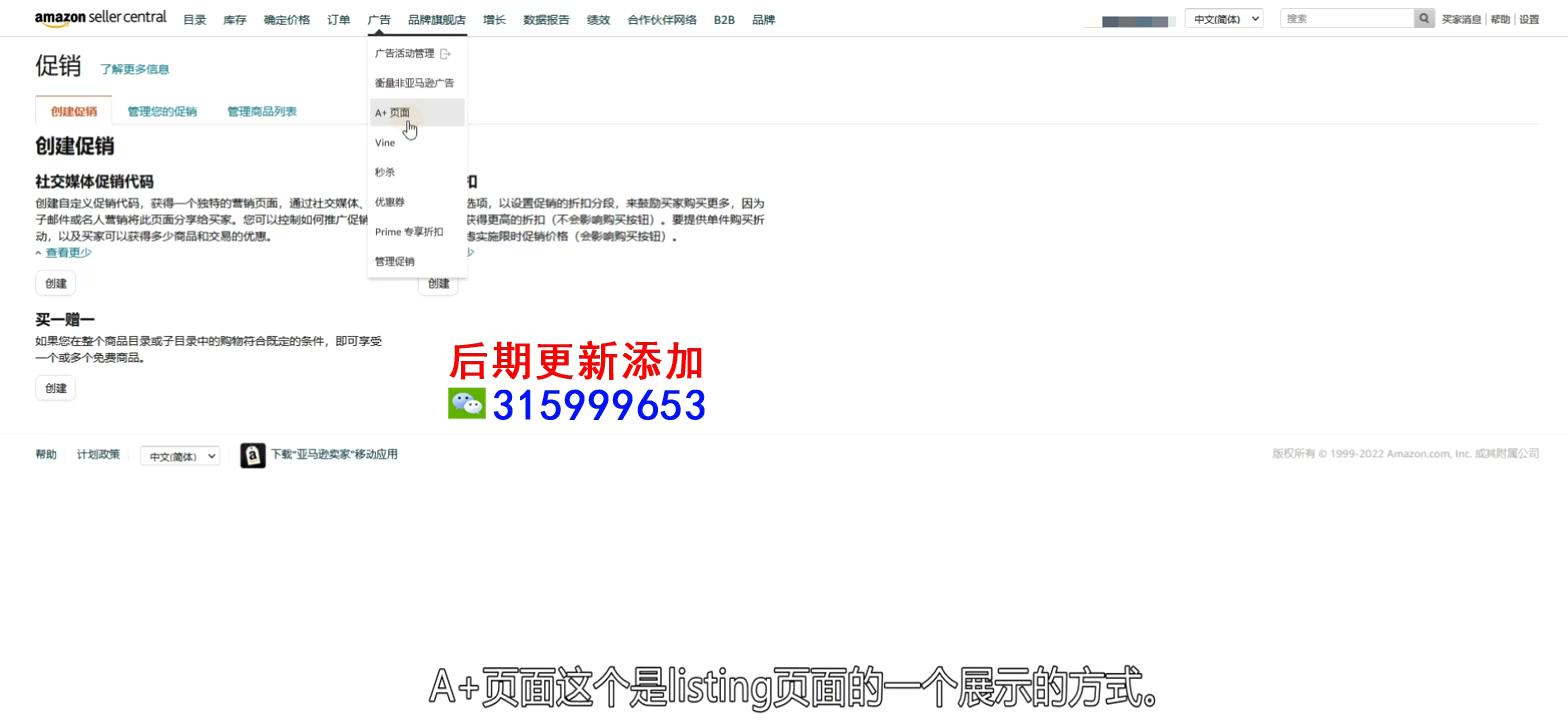 amazon seller central 目录 库存 确定价格 订单 广告 品牌旗舰店 增长 数据报告 绩效 合作伙伴网络 B2B 品牌 中文(简体) 搜索 买家消息 | 帮助 | 设置
促销 了解更多信息
创建促销 管理您的促销 管理商品列表
广告活动管理
衡量非亚马逊广告
A+ 页面
Vine
秒杀
优惠券
Prime 专享折扣
管理促销
创建促销
社交媒体促销代码
创建自定义促销代码，获得一个独特的营销页面，通过社交媒体、
子邮件或名人营销将此页面分享给买家。您可以控制如何推广促销
动，以及买家可以获得多少商品和交易的优惠。
查看更少
创建
扣
选项，以设置促销的折扣分段，来鼓励买家购买更多，因为
获得更高的折扣（不会影响购买按钮）。要提供单件购买折
虑实施限时促销价格（会影响购买按钮）。
少
创建
买一赠一
如果您在整个商品目录或子目录中的购物符合既定的条件，即可享受
一个或多个免费商品。
创建
后期更新添加
315999653
帮助 计划政策 中文(简体) a 下载“亚马逊卖家”移动应用 版权所有 © 1999-2022 Amazon.com, Inc. 或其附属公司
A+页面这个是listing页面的一个展示的方式。